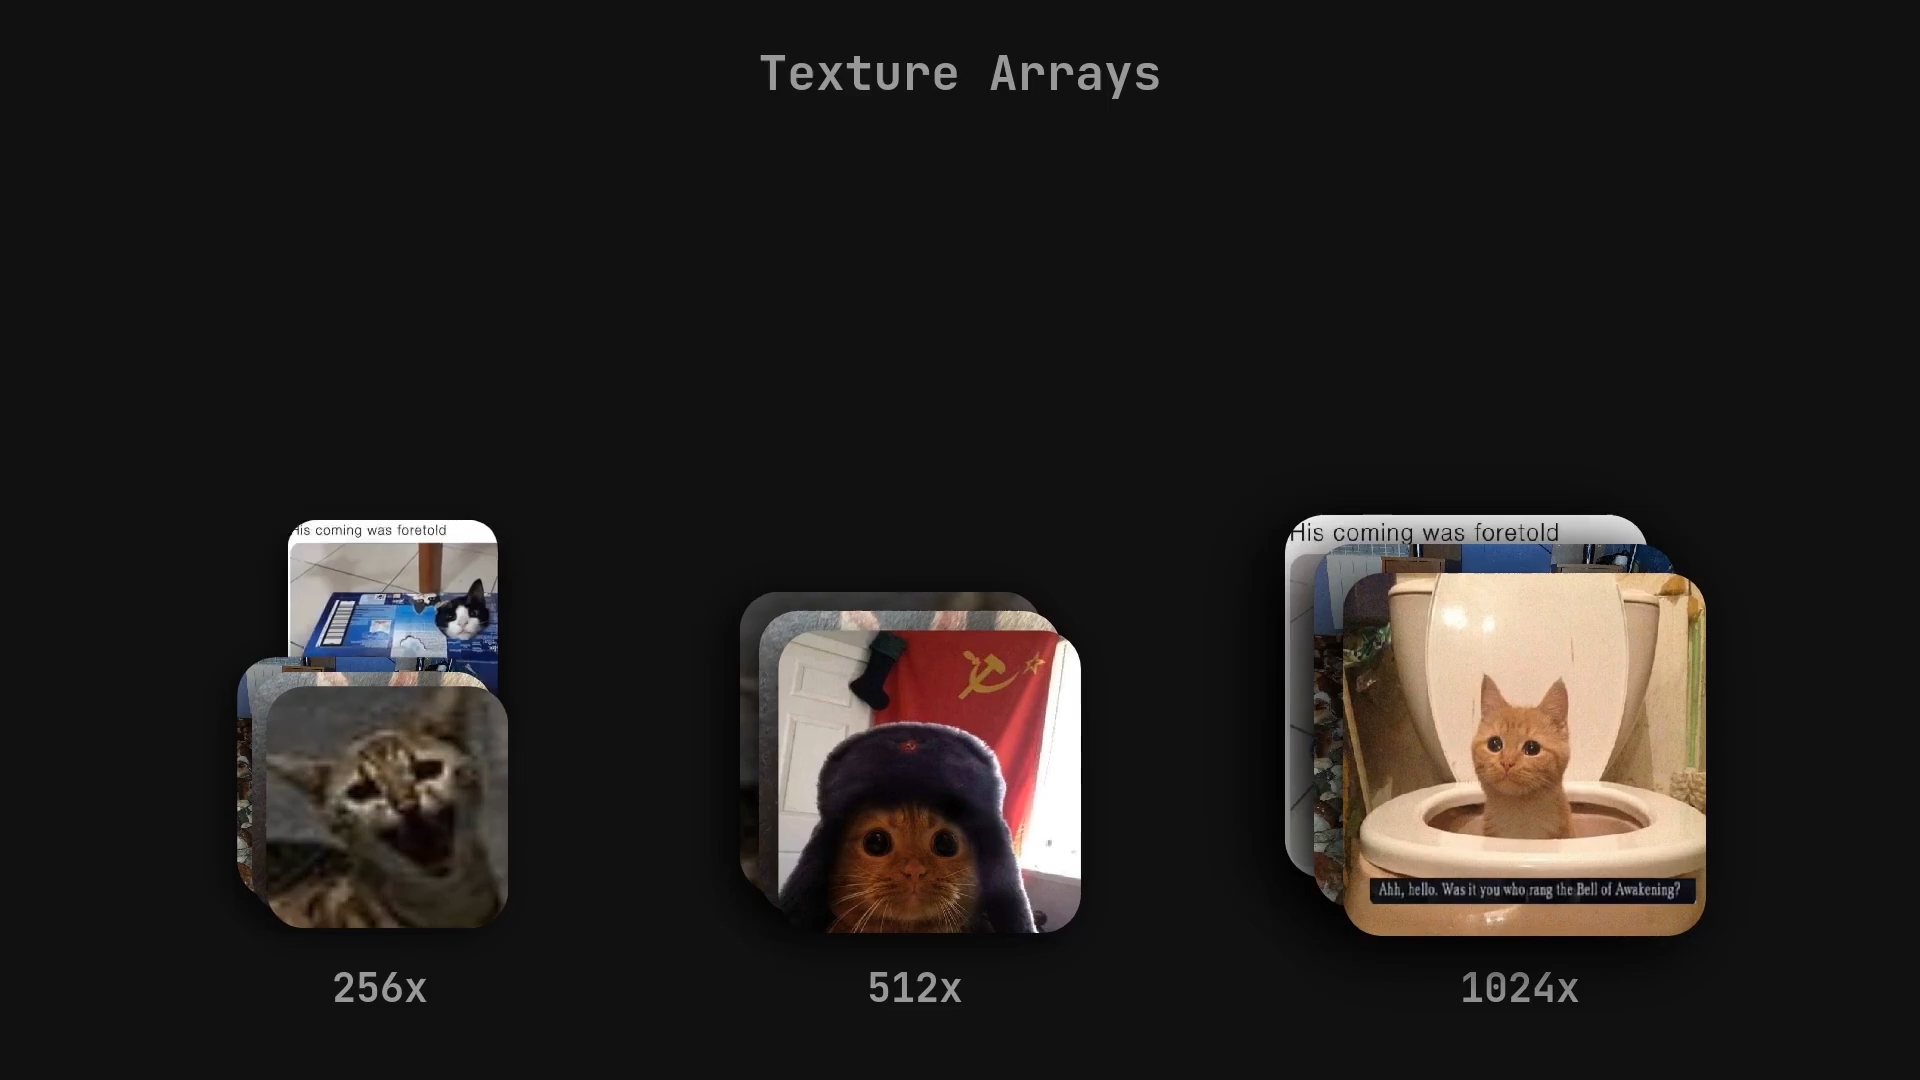 Texture Arrays
His coming was foretold
His coming was foretold
Ahh, hello. Was it you who rang the Bell of Awakening?
256x
512x
1024x